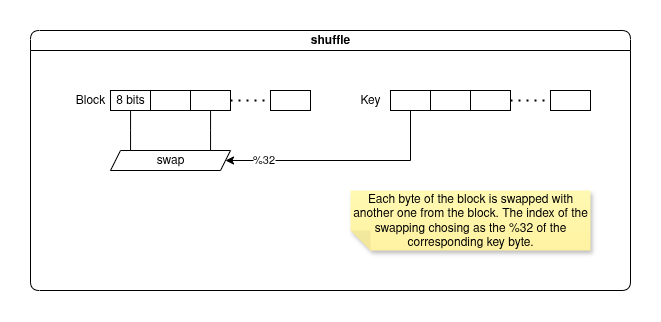 shuffle
Block 8 bits
Key
swap
%32
Each byte of the block is swapped with
another one from the block. The index of the
swapping chosing as the %32 of the
corresponding key byte.